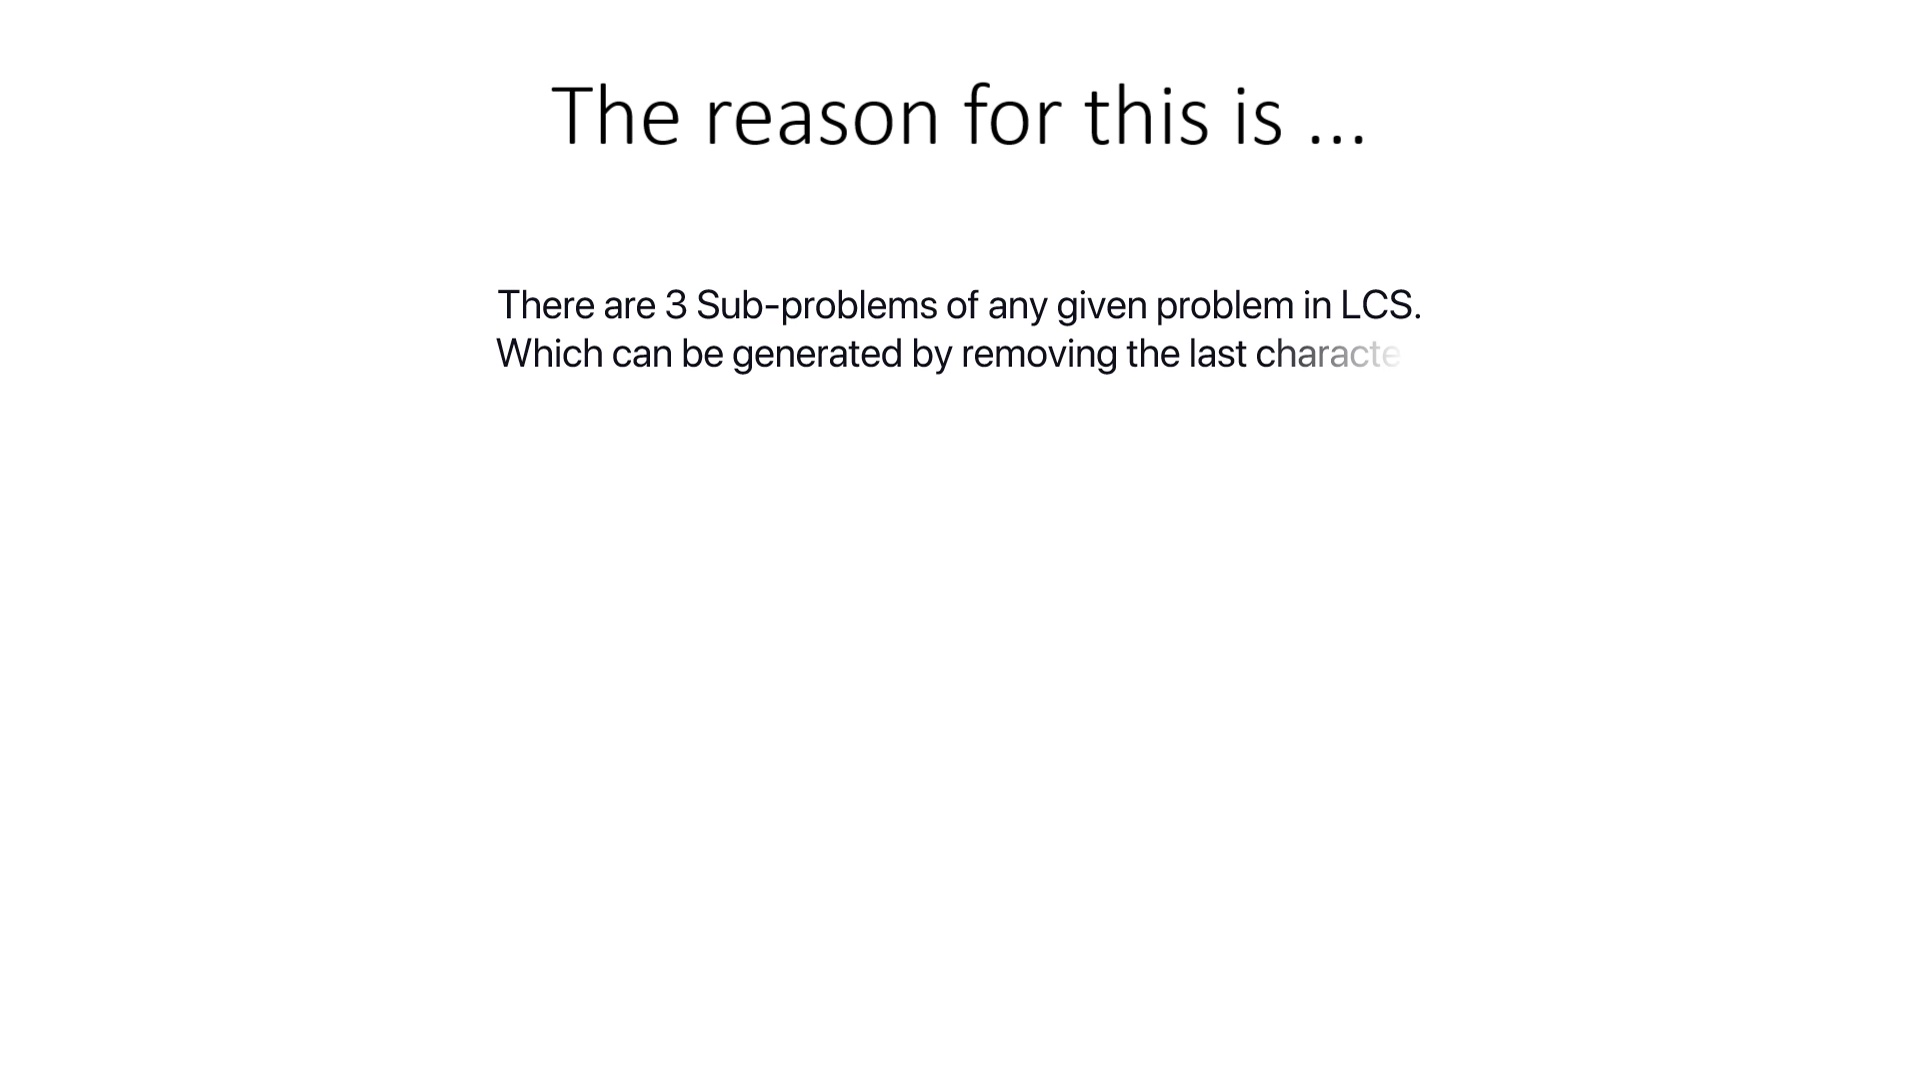 The reason for this is ...
There are 3 Sub-problems of any given problem in LCS.
Which can be generated by removing the last characte